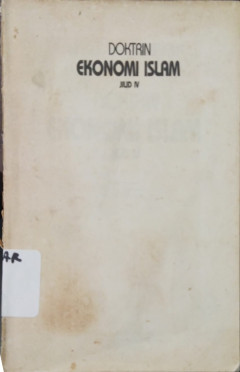 DOKTRIN
EKONOMI ISLAM
JILID IV
AR